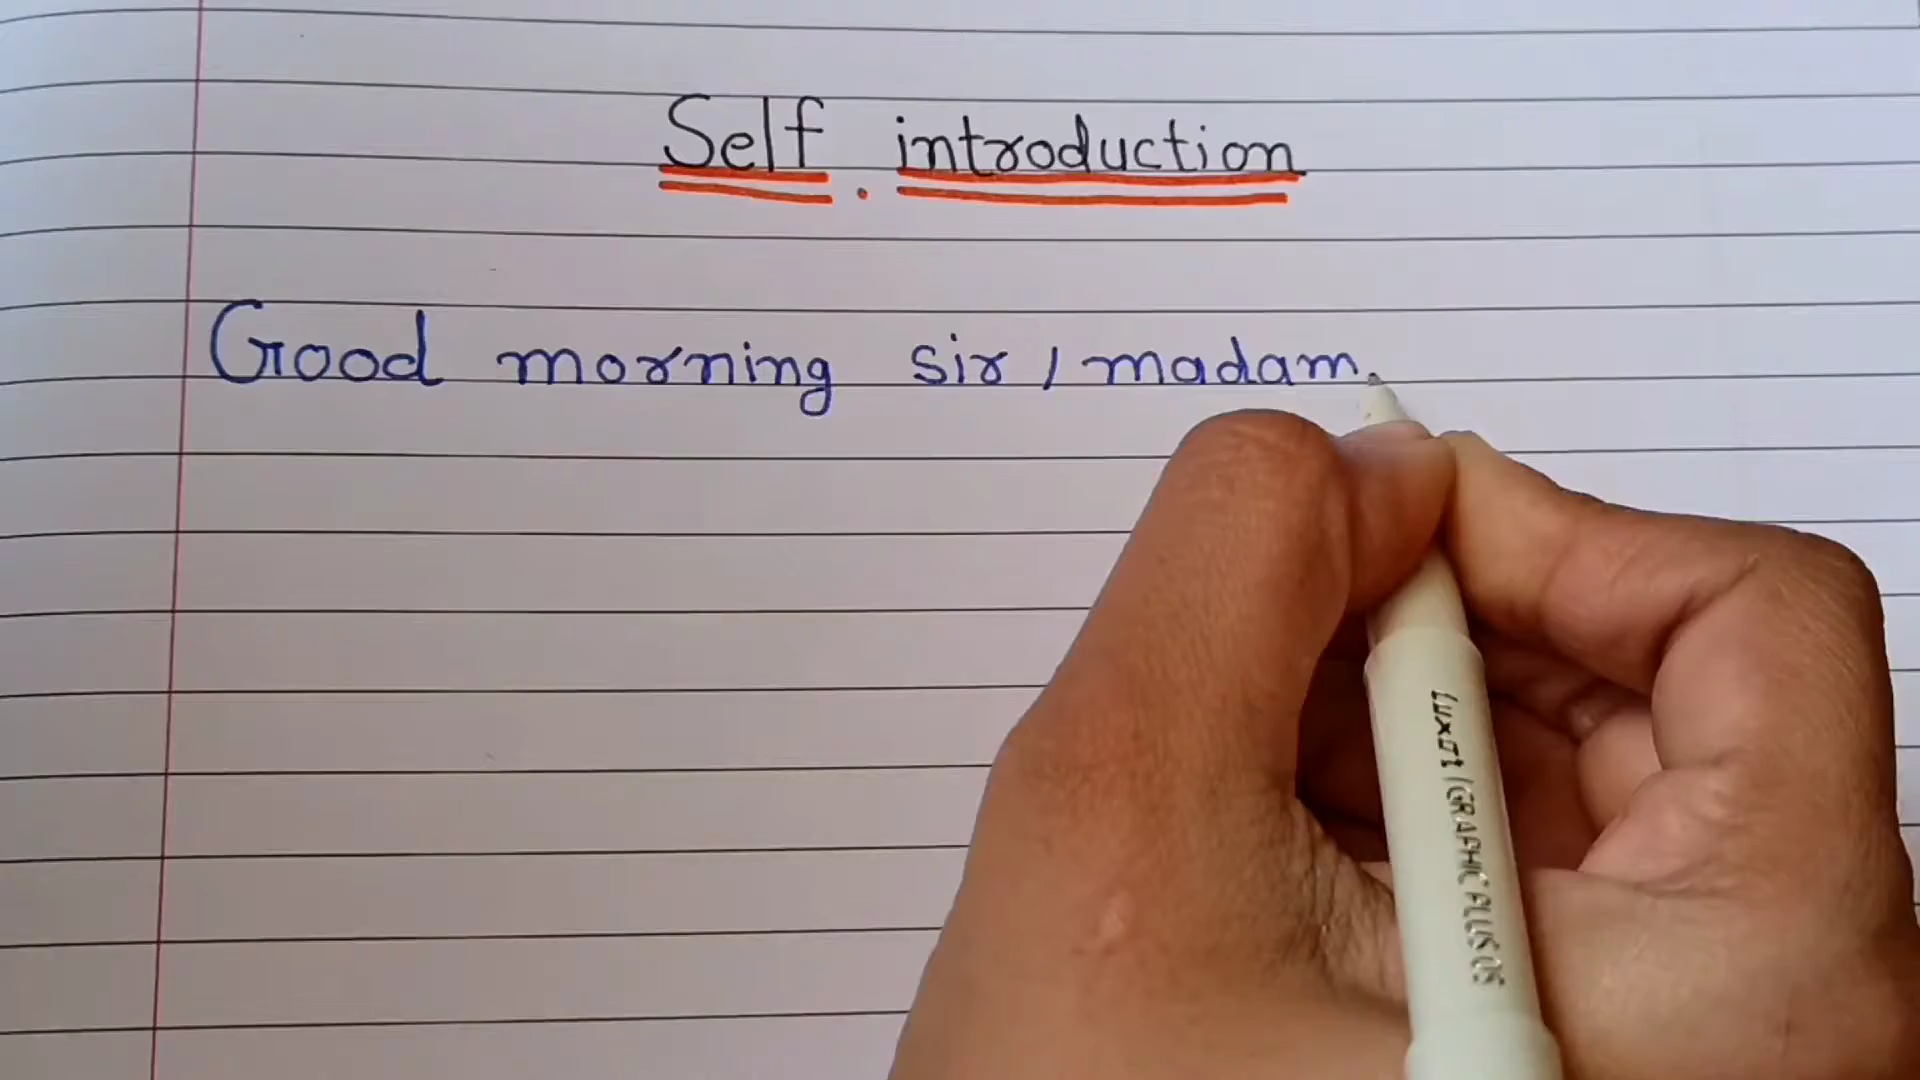 Self introduction
Good morning sir / madam.
Luxor / GRAPHIC PLUS 05